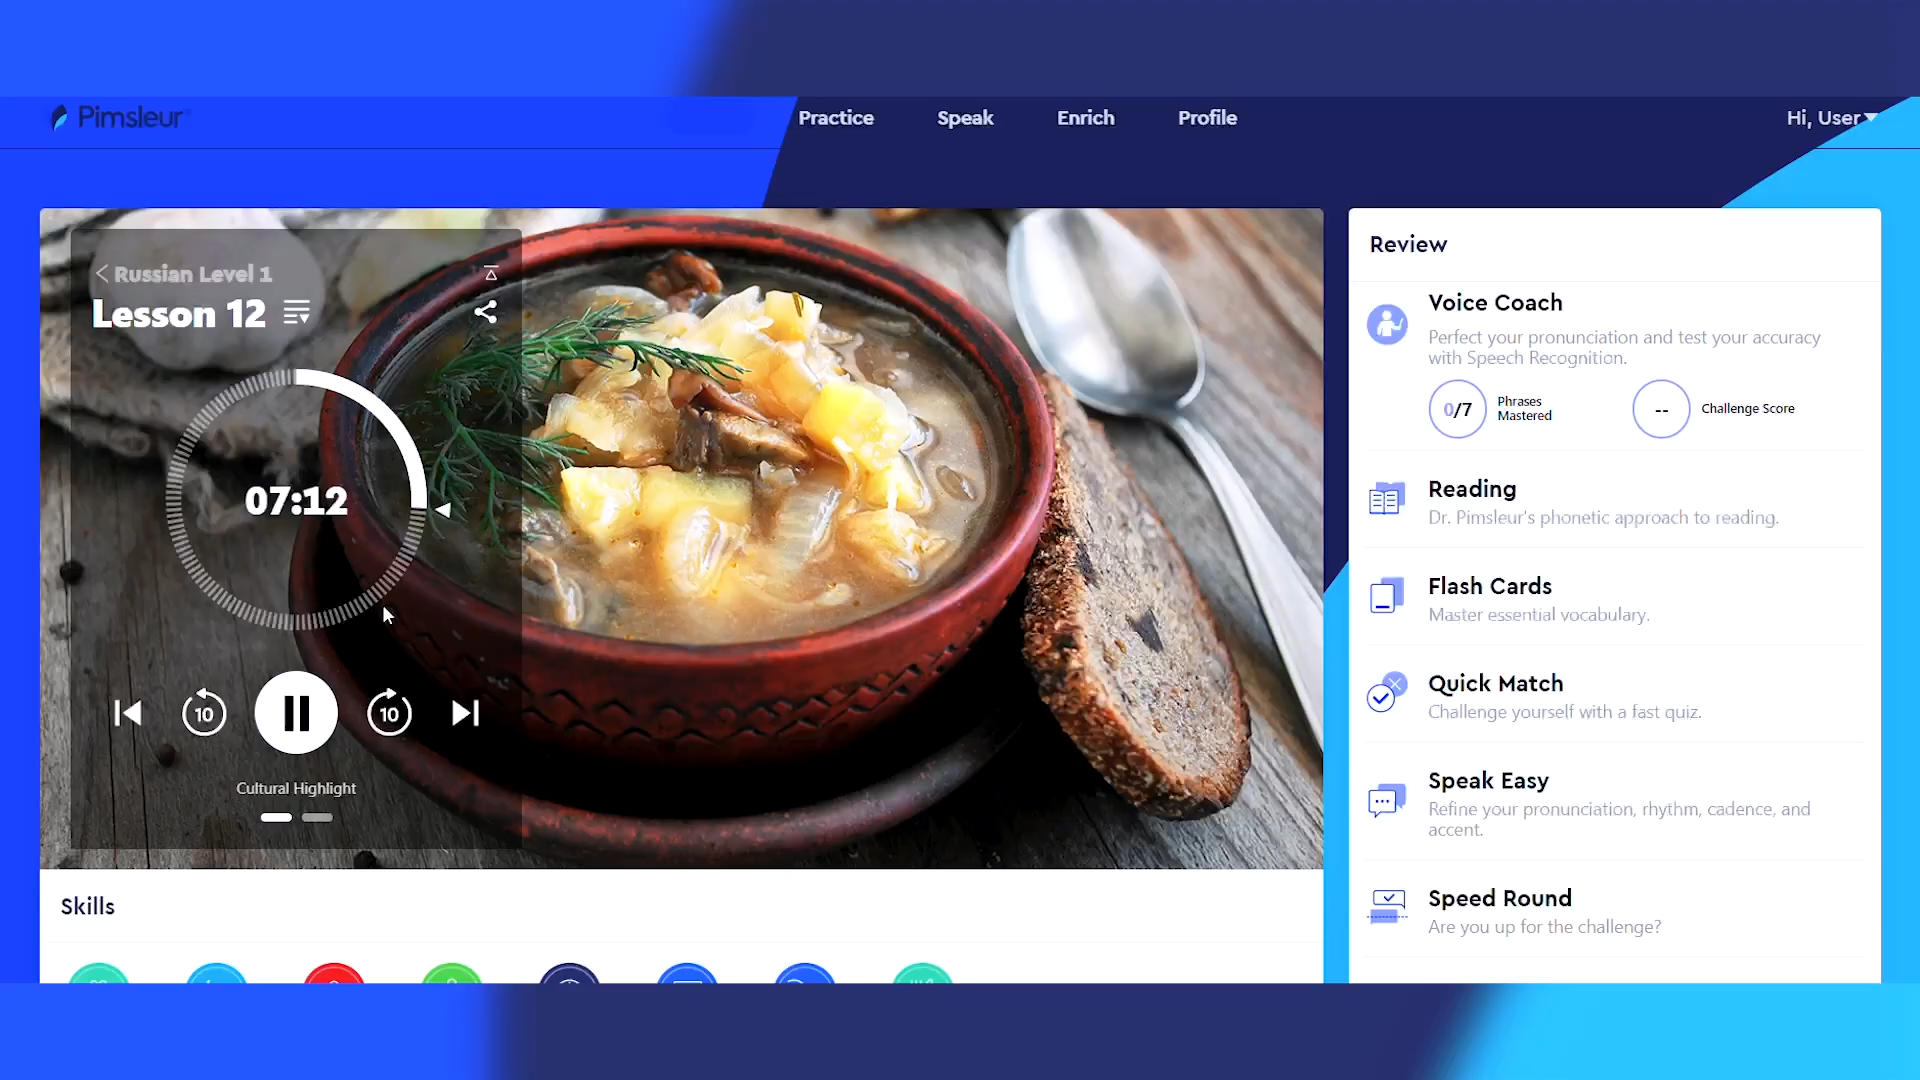 Pimsleur
Practice
Speak
Enrich
Profile
Hi, User
Russian Level 1
Lesson 12
07:12
10
10
Cultural Highlight
Skills
Review
Voice Coach
Perfect your pronunciation and test your accuracy
with Speech Recognition.
0/7
Phrases
Mastered
--
Challenge Score
Reading
Dr. Pimsleur's phonetic approach to reading.
Flash Cards
Master essential vocabulary.
Quick Match
Challenge yourself with a fast quiz.
Speak Easy
Refine your pronunciation, rhythm, cadence, and
accent.
Speed Round
Are you up for the challenge?